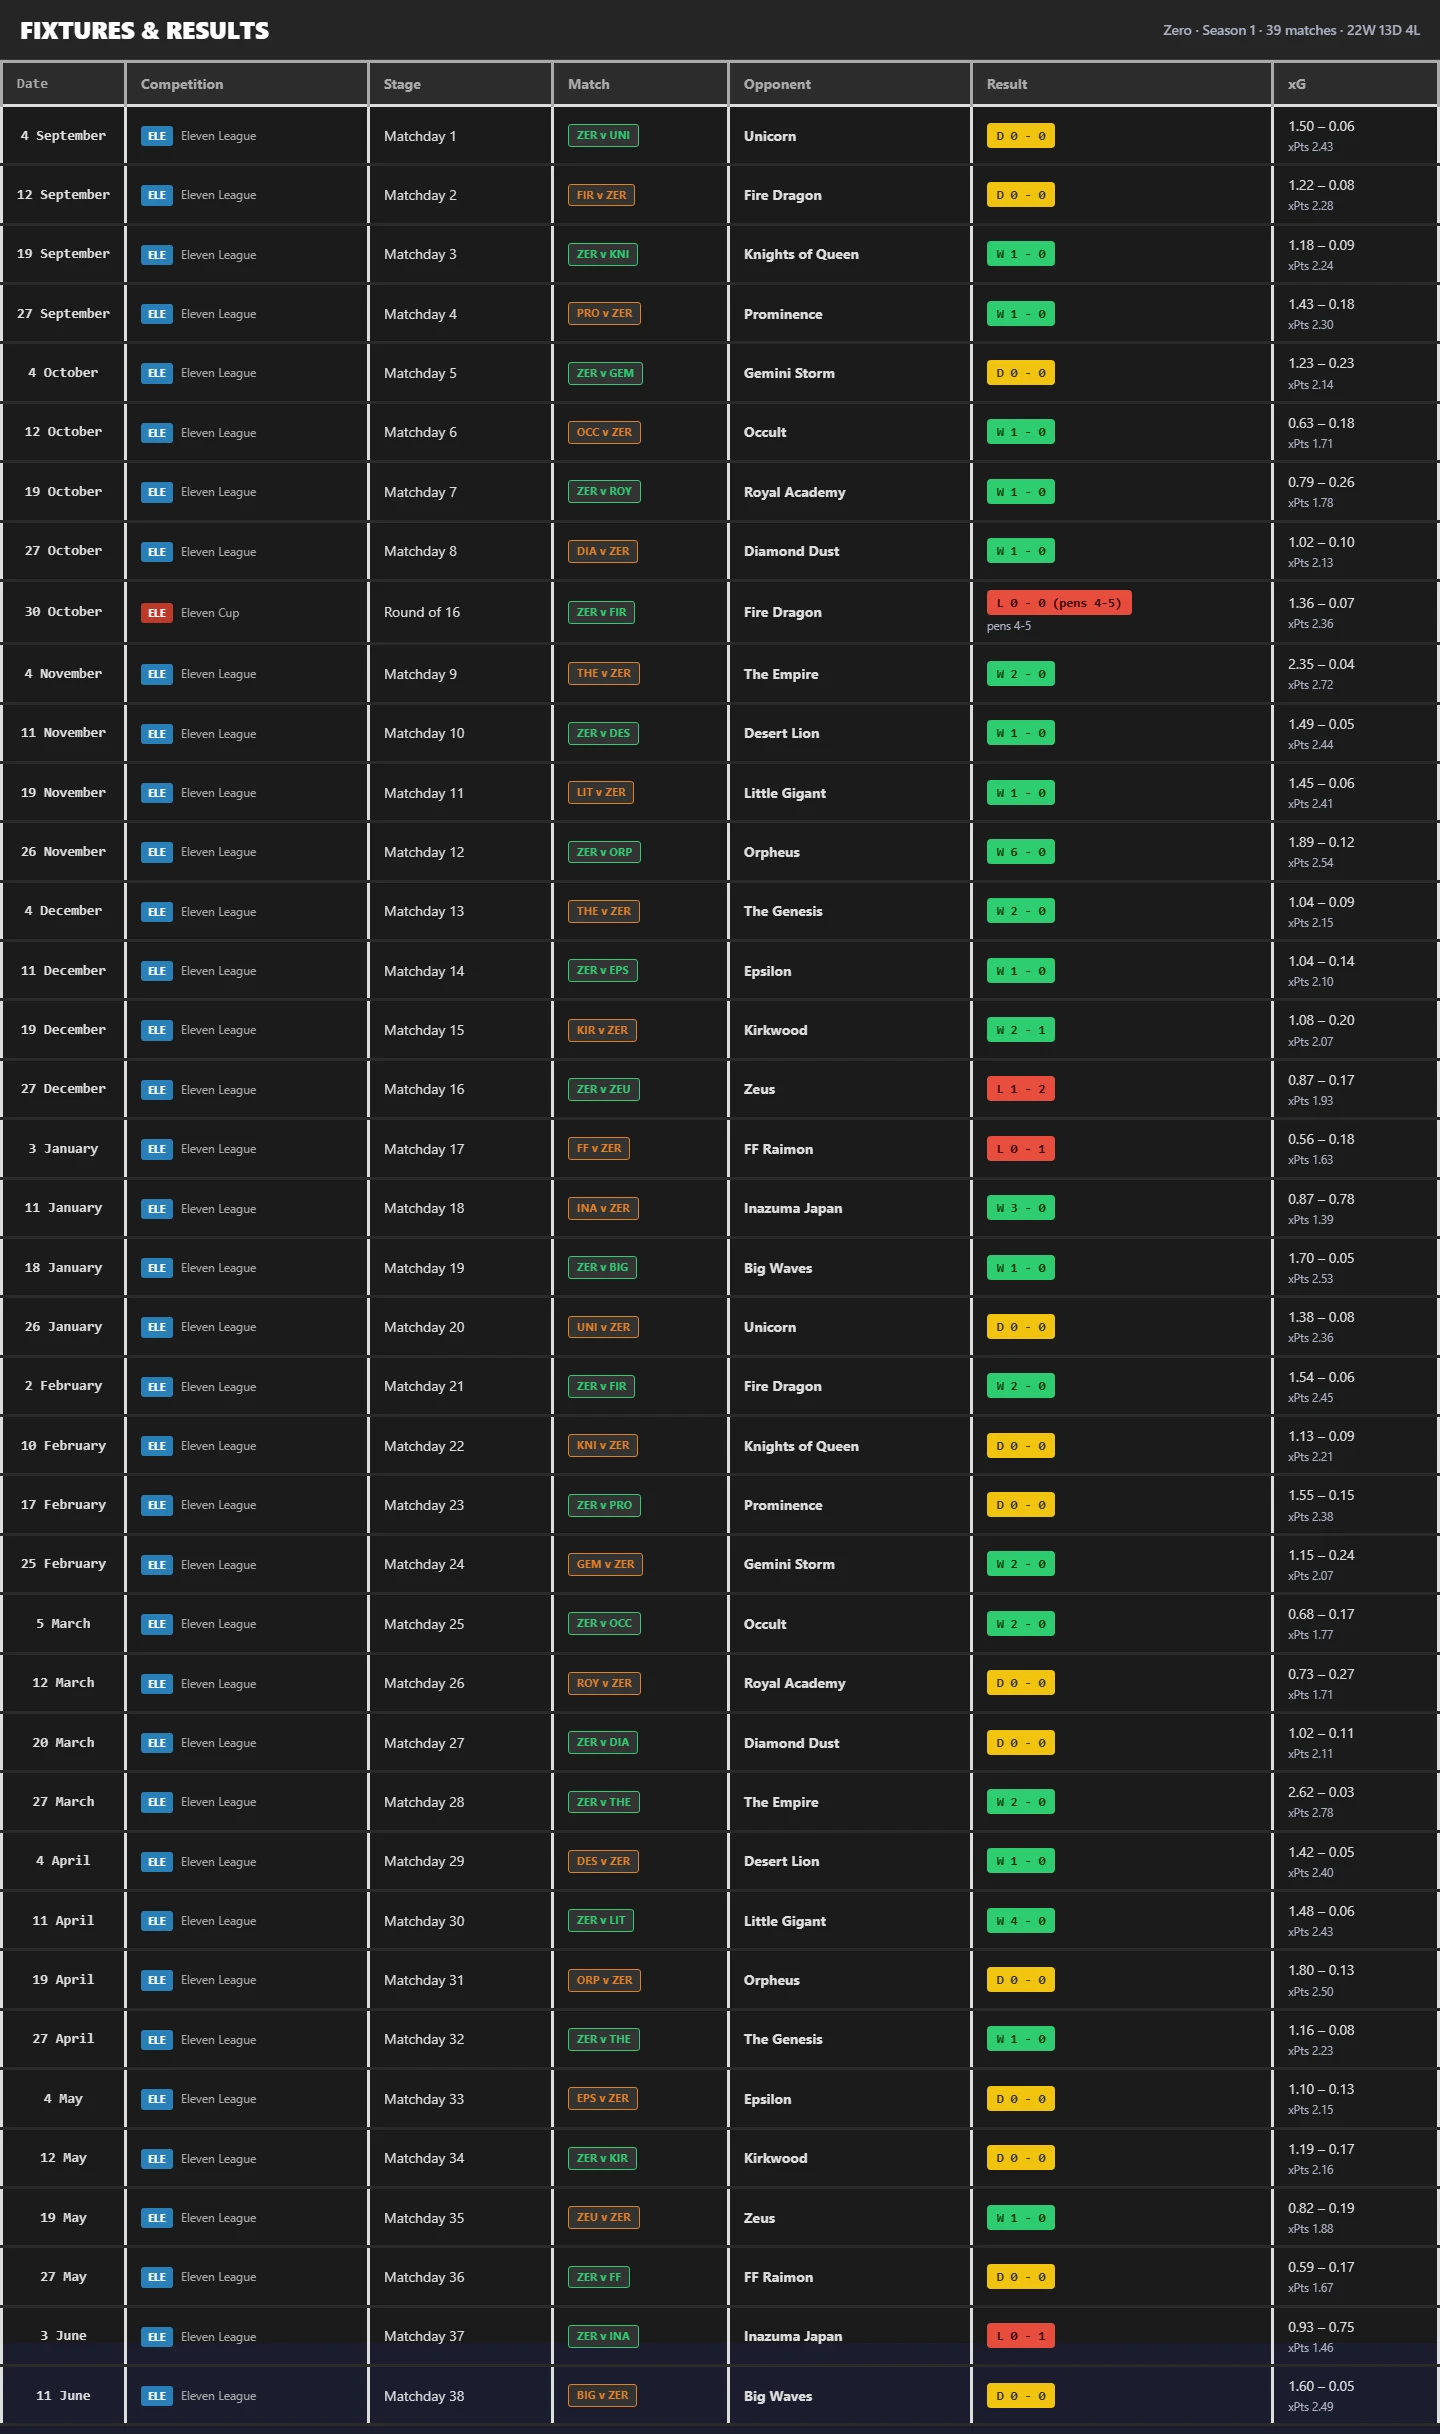 FIXTURES & RESULTS
Zero · Season 1 · 39 matches · 22W 13D 4L
Date Competition Stage Match Opponent Result xG
4 September ELE Eleven League Matchday 1 ZER v UNI Unicorn D 0 - 0 1.50 – 0.06
xPts 2.43
12 September ELE Eleven League Matchday 2 FIR v ZER Fire Dragon D 0 - 0 1.22 – 0.08
xPts 2.28
19 September ELE Eleven League Matchday 3 ZER v KNI Knights of Queen W 1 - 0 1.18 – 0.09
xPts 2.24
27 September ELE Eleven League Matchday 4 PRO v ZER Prominence W 1 - 0 1.43 – 0.18
xPts 2.30
4 October ELE Eleven League Matchday 5 ZER v GEM Gemini Storm D 0 - 0 1.23 – 0.23
xPts 2.14
12 October ELE Eleven League Matchday 6 OCC v ZER Occult W 1 - 0 0.63 – 0.18
xPts 1.71
19 October ELE Eleven League Matchday 7 ZER v ROY Royal Academy W 1 - 0 0.79 – 0.26
xPts 1.78
27 October ELE Eleven League Matchday 8 DIA v ZER Diamond Dust W 1 - 0 1.02 – 0.10
xPts 2.13
30 October ELE Eleven Cup Round of 16 ZER v FIR Fire Dragon L 0 - 0 (pens 4-5) 1.36 – 0.07
pens 4-5 xPts 2.36
4 November ELE Eleven League Matchday 9 THE v ZER The Empire W 2 - 0 2.35 – 0.04
xPts 2.72
11 November ELE Eleven League Matchday 10 ZER v DES Desert Lion W 1 - 0 1.49 – 0.05
xPts 2.44
19 November ELE Eleven League Matchday 11 LIT v ZER Little Gigant W 1 - 0 1.45 – 0.06
xPts 2.41
26 November ELE Eleven League Matchday 12 ZER v ORP Orpheus W 6 - 0 1.89 – 0.12
xPts 2.54
4 December ELE Eleven League Matchday 13 THE v ZER The Genesis W 2 - 0 1.04 – 0.09
xPts 2.15
11 December ELE Eleven League Matchday 14 ZER v EPS Epsilon W 1 - 0 1.04 – 0.14
xPts 2.10
19 December ELE Eleven League Matchday 15 KIR v ZER Kirkwood W 2 - 1 1.08 – 0.20
xPts 2.07
27 December ELE Eleven League Matchday 16 ZER v ZEU Zeus L 1 - 2 0.87 – 0.17
xPts 1.93
3 January ELE Eleven League Matchday 17 FF v ZER FF Raimon L 0 - 1 0.56 – 0.18
xPts 1.63
11 January ELE Eleven League Matchday 18 INA v ZER Inazuma Japan W 3 - 0 0.87 – 0.78
xPts 1.39
18 January ELE Eleven League Matchday 19 ZER v BIG Big Waves W 1 - 0 1.70 – 0.05
xPts 2.53
26 January ELE Eleven League Matchday 20 UNI v ZER Unicorn D 0 - 0 1.38 – 0.08
xPts 2.36
2 February ELE Eleven League Matchday 21 ZER v FIR Fire Dragon W 2 - 0 1.54 – 0.06
xPts 2.45
10 February ELE Eleven League Matchday 22 KNI v ZER Knights of Queen D 0 - 0 1.13 – 0.09
xPts 2.21
17 February ELE Eleven League Matchday 23 ZER v PRO Prominence D 0 - 0 1.55 – 0.15
xPts 2.38
25 February ELE Eleven League Matchday 24 GEM v ZER Gemini Storm W 2 - 0 1.15 – 0.24
xPts 2.07
5 March ELE Eleven League Matchday 25 ZER v OCC Occult W 2 - 0 0.68 – 0.17
xPts 1.77
12 March ELE Eleven League Matchday 26 ROY v ZER Royal Academy D 0 - 0 0.73 – 0.27
xPts 1.71
20 March ELE Eleven League Matchday 27 ZER v DIA Diamond Dust D 0 - 0 1.02 – 0.11
xPts 2.11
27 March ELE Eleven League Matchday 28 ZER v THE The Empire W 2 - 0 2.62 – 0.03
xPts 2.78
4 April ELE Eleven League Matchday 29 DES v ZER Desert Lion W 1 - 0 1.42 – 0.05
xPts 2.40
11 April ELE Eleven League Matchday 30 ZER v LIT Little Gigant W 4 - 0 1.48 – 0.06
xPts 2.43
19 April ELE Eleven League Matchday 31 ORP v ZER Orpheus D 0 - 0 1.80 – 0.13
xPts 2.50
27 April ELE Eleven League Matchday 32 ZER v THE The Genesis W 1 - 0 1.16 – 0.08
xPts 2.23
4 May ELE Eleven League Matchday 33 EPS v ZER Epsilon D 0 - 0 1.10 – 0.13
xPts 2.15
12 May ELE Eleven League Matchday 34 ZER v KIR Kirkwood D 0 - 0 1.19 – 0.17
xPts 2.16
19 May ELE Eleven League Matchday 35 ZEU v ZER Zeus W 1 - 0 0.82 – 0.19
xPts 1.88
27 May ELE Eleven League Matchday 36 ZER v FF FF Raimon D 0 - 0 0.59 – 0.17
xPts 1.67
3 June ELE Eleven League Matchday 37 ZER v INA Inazuma Japan L 0 - 1 0.93 – 0.75
xPts 1.46
11 June ELE Eleven League Matchday 38 BIG v ZER Big Waves D 0 - 0 1.60 – 0.05
xPts 2.49